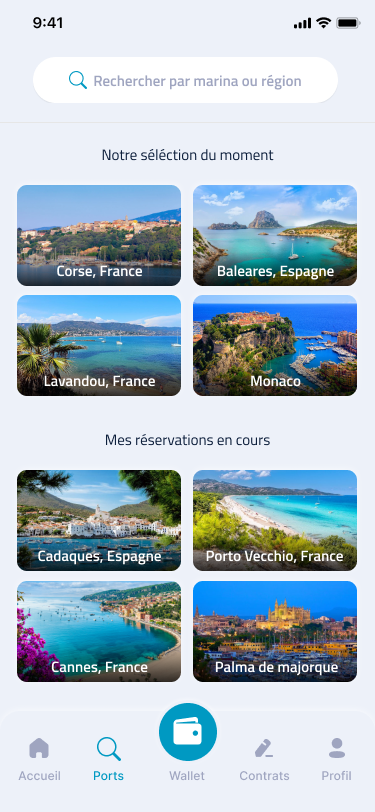 9:41
Rechercher par marina ou région
Notre séléction du moment
Corse, France
Baleares, Espagne
Lavandou, France
Monaco
Mes réservations en cours
Cadaques, Espagne
Porto Vecchio, France
Cannes, France
Palma de majorque
Accueil
Ports
Wallet
Contrats
Profil